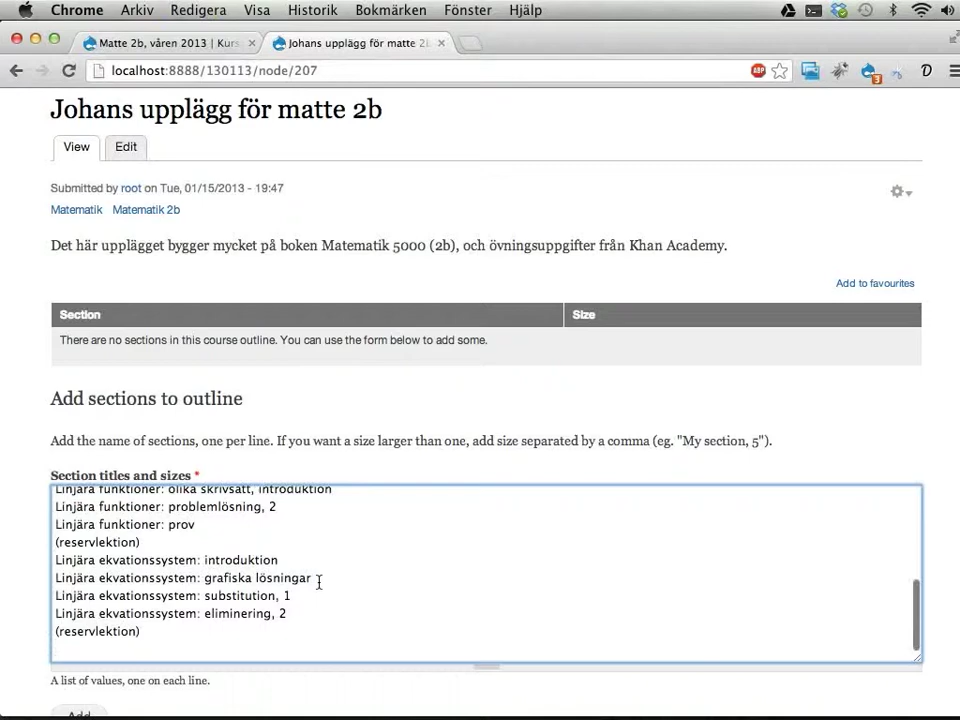 Chrome Arkiv Redigera Visa Historik Bokmärken Fönster Hjälp
Matte 2b, våren 2013 | Kurs
Johans upplägg för matte 2b
localhost:8888/130113/node/207
ABP
3
D
Johans upplägg för matte 2b
View Edit
Submitted by root on Tue, 01/15/2013 - 19:47
Matematik Matematik 2b
Det här upplägget bygger mycket på boken Matematik 5000 (2b), och övningsuppgifter från Khan Academy.
Add to favourites
Section Size
There are no sections in this course outline. You can use the form below to add some.
Add sections to outline
Add the name of sections, one per line. If you want a size larger than one, add size separated by a comma (eg. "My section, 5").
Section titles and sizes *
Linjära funktioner: olika skrivsätt, introduktion
Linjära funktioner: problemlösning, 2
Linjära funktioner: prov
(reservlektion)
Linjära ekvationssystem: introduktion
Linjära ekvationssystem: grafiska lösningar
Linjära ekvationssystem: substitution, 1
Linjära ekvationssystem: eliminering, 2
(reservlektion)
A list of values, one on each line.
Add